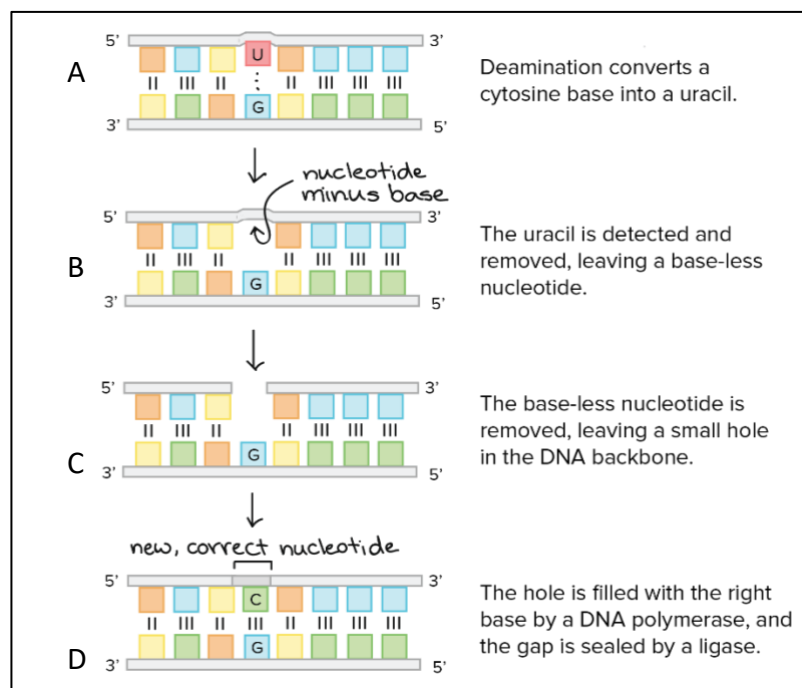 5’ 3’
U
A
G
3’ 5’
Deamination converts a
cytosine base into a uracil.
nucleotide
minus base
5’ 3’
B
G
3’ 5’
The uracil is detected and
removed, leaving a base-less
nucleotide.
5’ 3’
C
G
3’ 5’
The base-less nucleotide is
removed, leaving a small hole
in the DNA backbone.
new, correct nucleotide
5’ 3’
C
G
D
3’ 5’
The hole is filled with the right
base by a DNA polymerase, and
the gap is sealed by a ligase.